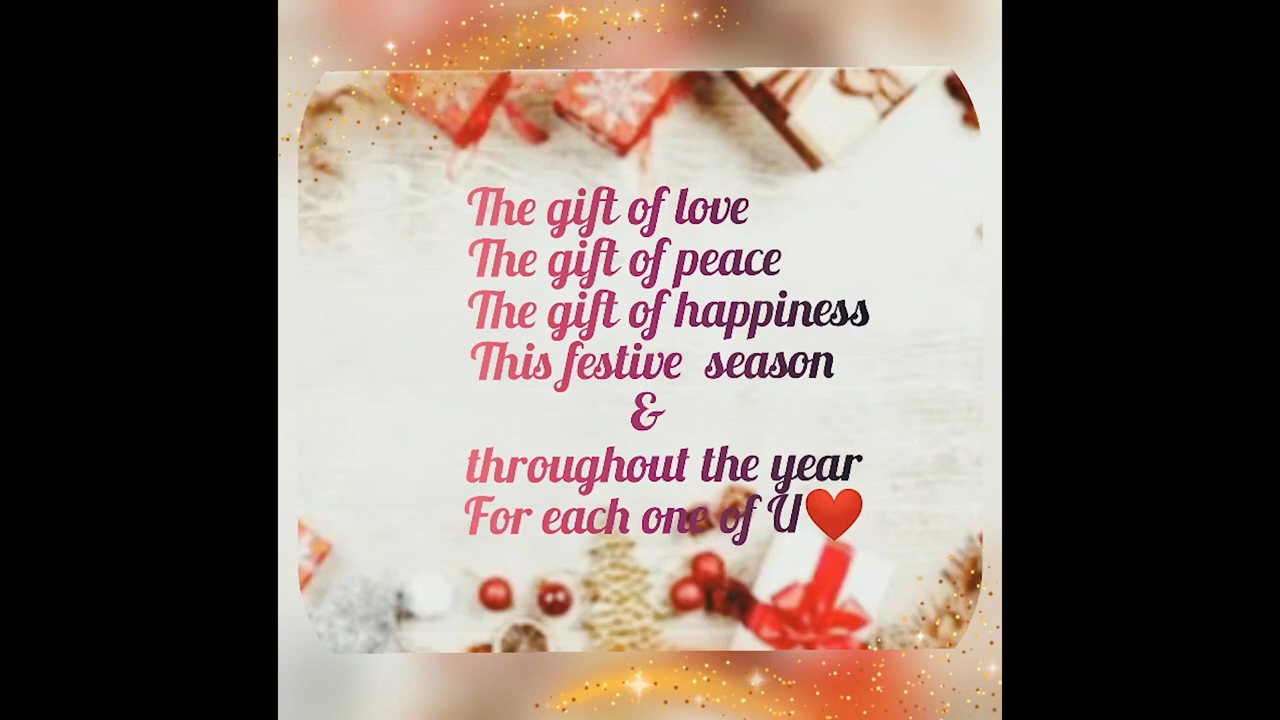 The gift of love
The gift of peace
The gift of happiness
This festive season
&
throughout the year
For each one of U❤️